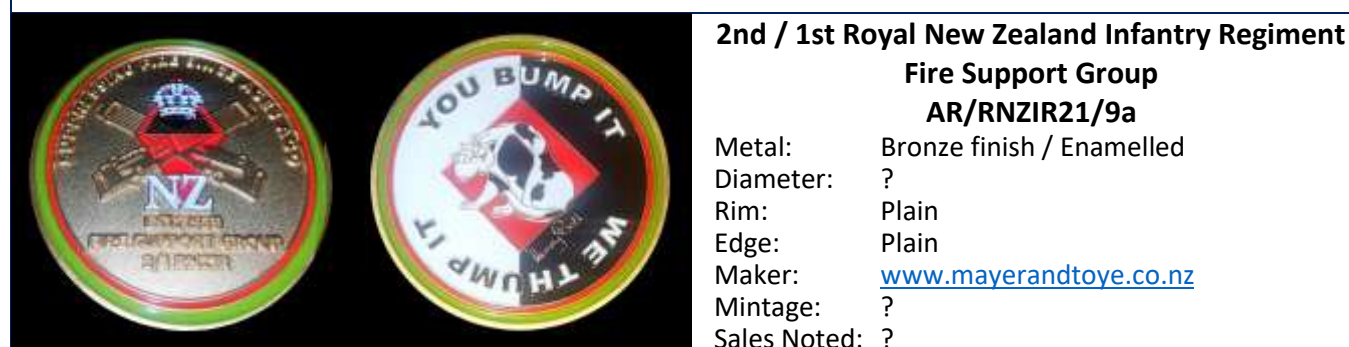 2nd / 1st Royal New Zealand Infantry Regiment
Fire Support Group
AR/RNZIR21/9a
Metal: Bronze finish / Enamelled
Diameter: ?
Rim: Plain
Edge: Plain
Maker: www.mayerandtoye.co.nz
Mintage: ?
Sales Noted: ?
NZ
FIRE SUPPORT GROUP
2/1 RNZIR
YOU BUMP IT
WE THUMP IT